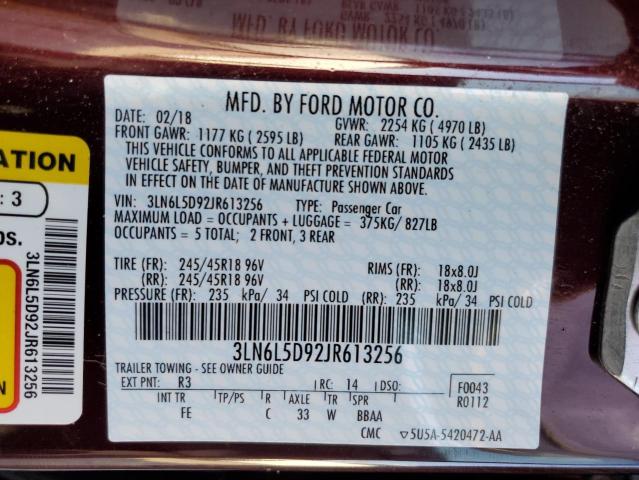 MFD. BY FORD MOTOR CO.
DATE: 02/18 GVWR: 2254 KG ( 4970 LB)
FRONT GAWR: 1177 KG ( 2595 LB) REAR GAWR: 1105 KG ( 2435 LB)
THIS VEHICLE CONFORMS TO ALL APPLICABLE FEDERAL MOTOR
VEHICLE SAFETY, BUMPER, AND THEFT PREVENTION STANDARDS
IN EFFECT ON THE DATE OF MANUFACTURE SHOWN ABOVE.
VIN: 3LN6L5D92JR613256 TYPE: Passenger Car
MAXIMUM LOAD = OCCUPANTS + LUGGAGE = 375KG/ 827LB
OCCUPANTS = 5 TOTAL; 2 FRONT, 3 REAR
TIRE (FR): 245/45R18 96V RIMS (FR): 18x8.0J
(RR): 245/45R18 96V (RR): 18x8.0J
PRESSURE (FR): 235 kPa/ 34 PSI COLD (RR): 235 kPa/ 34 PSI COLD
3LN6L5D92JR613256
TRAILER TOWING - SEE OWNER GUIDE
EXT PNT: R3 RC: 14 DSO: F0043
R0112
INT TR TP/PS R AXLE TR SPR
FE C 33 W BBAA
CMC ▽5U5A-5420472-AA
ATION
: 3
os.
3LN6L5D92JR613256
N